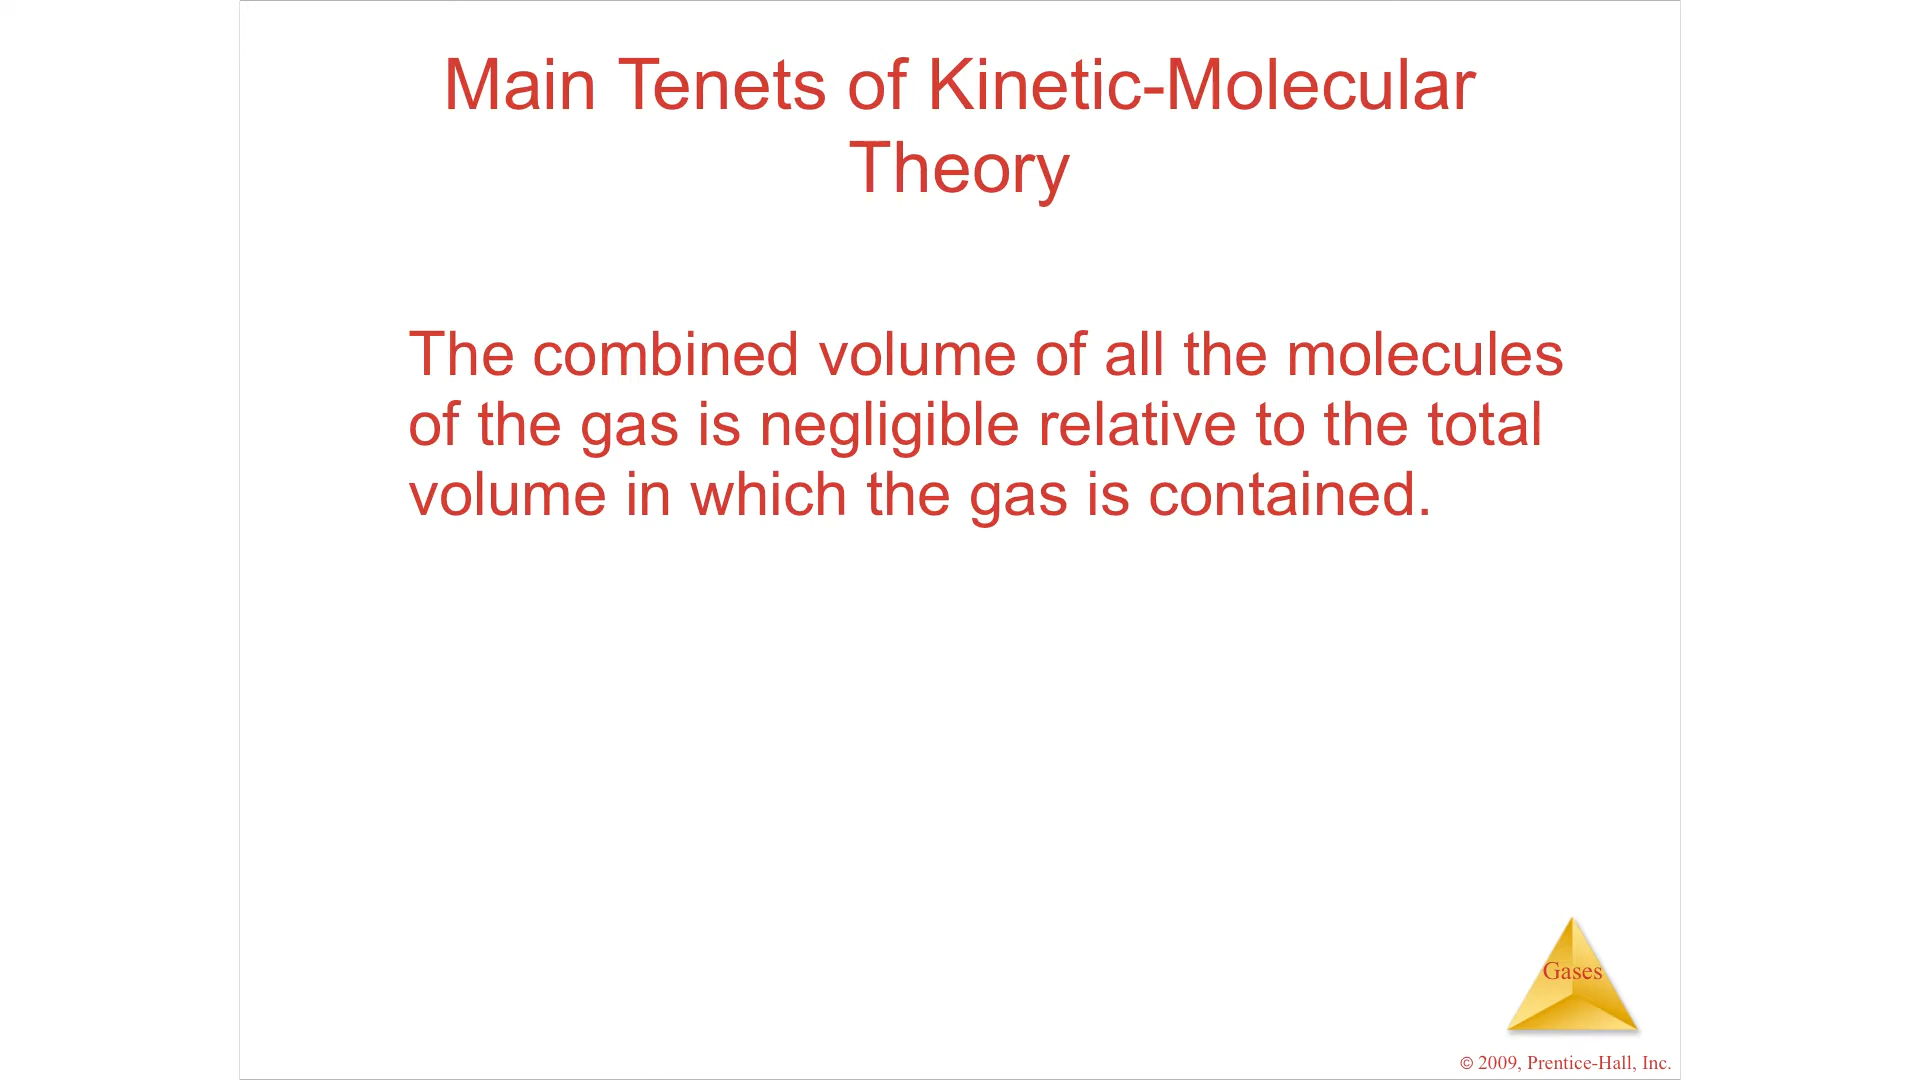 Main Tenets of Kinetic-Molecular
Theory
The combined volume of all the molecules
of the gas is negligible relative to the total
volume in which the gas is contained.
Gases
© 2009, Prentice-Hall, Inc.